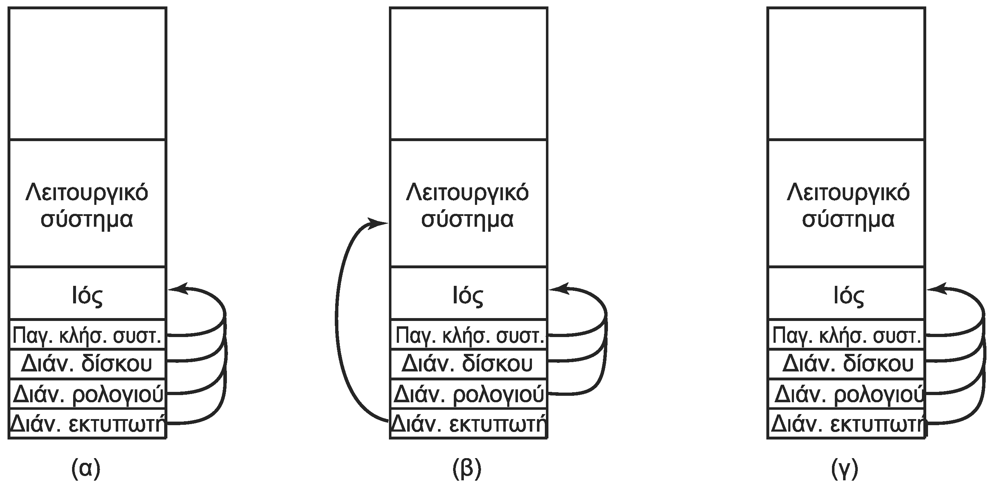 Λειτουργικό
σύστημα
Ιός
Παγ. κλήσ. συστ.
Διάν. δίσκου
Διάν. ρολογιού
Διάν. εκτυπωτή
(α)
Λειτουργικό
σύστημα
Ιός
Παγ. κλήσ. συστ.
Διάν. δίσκου
Διάν. ρολογιού
Διάν. εκτυπωτή
(β)
Λειτουργικό
σύστημα
Ιός
Παγ. κλήσ. συστ.
Διάν. δίσκου
Διάν. ρολογιού
Διάν. εκτυπωτή
(γ)